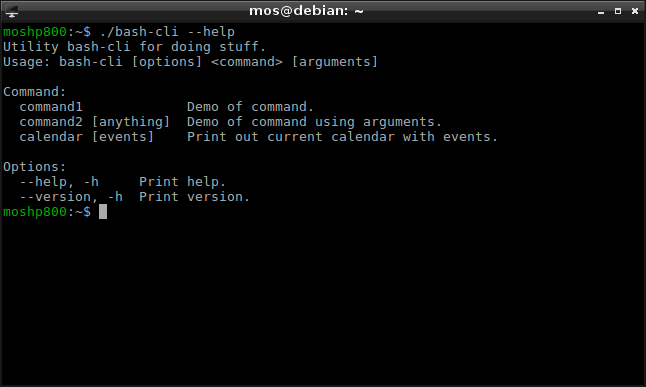 mos@debian: ~
moshp800:~$ ./bash-cli --help
Utility bash-cli for doing stuff.
Usage: bash-cli [options] <command> [arguments]

Command:
  command1             Demo of command.
  command2 [anything]  Demo of command using arguments.
  calendar [events]    Print out current calendar with events.

Options:
  --help, -h     Print help.
  --version, -h  Print version.
moshp800:~$